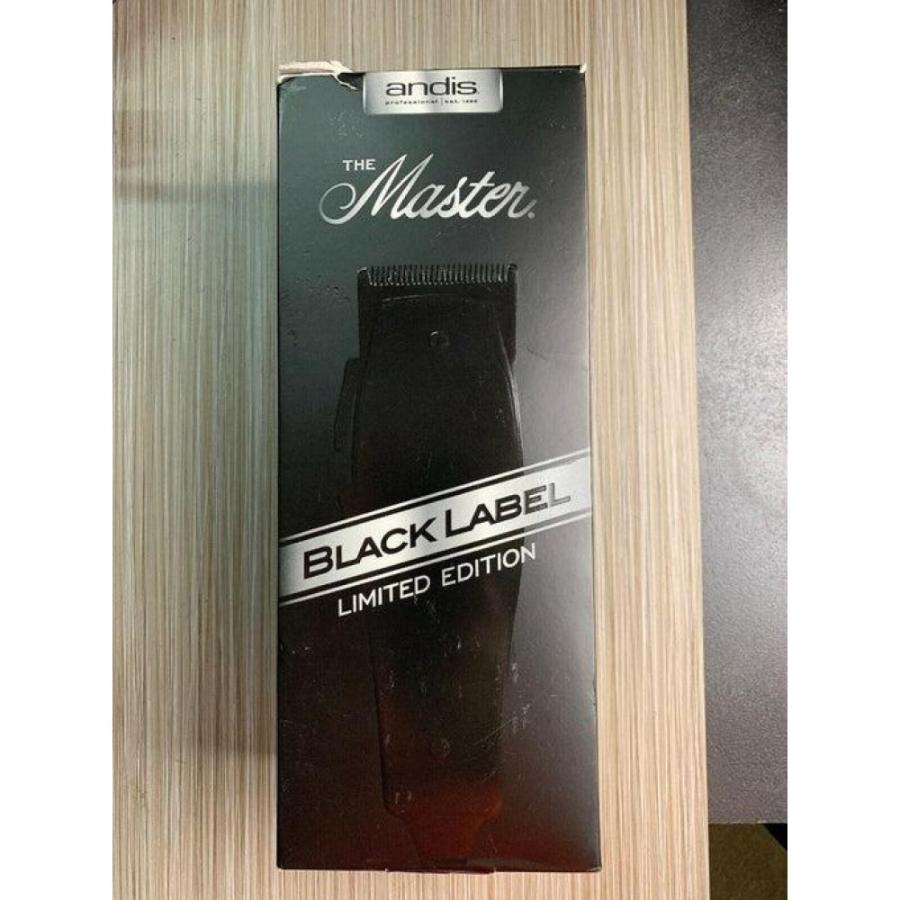 andis
professional | est. 1922
THE
Master
BLACK LABEL
LIMITED EDITION